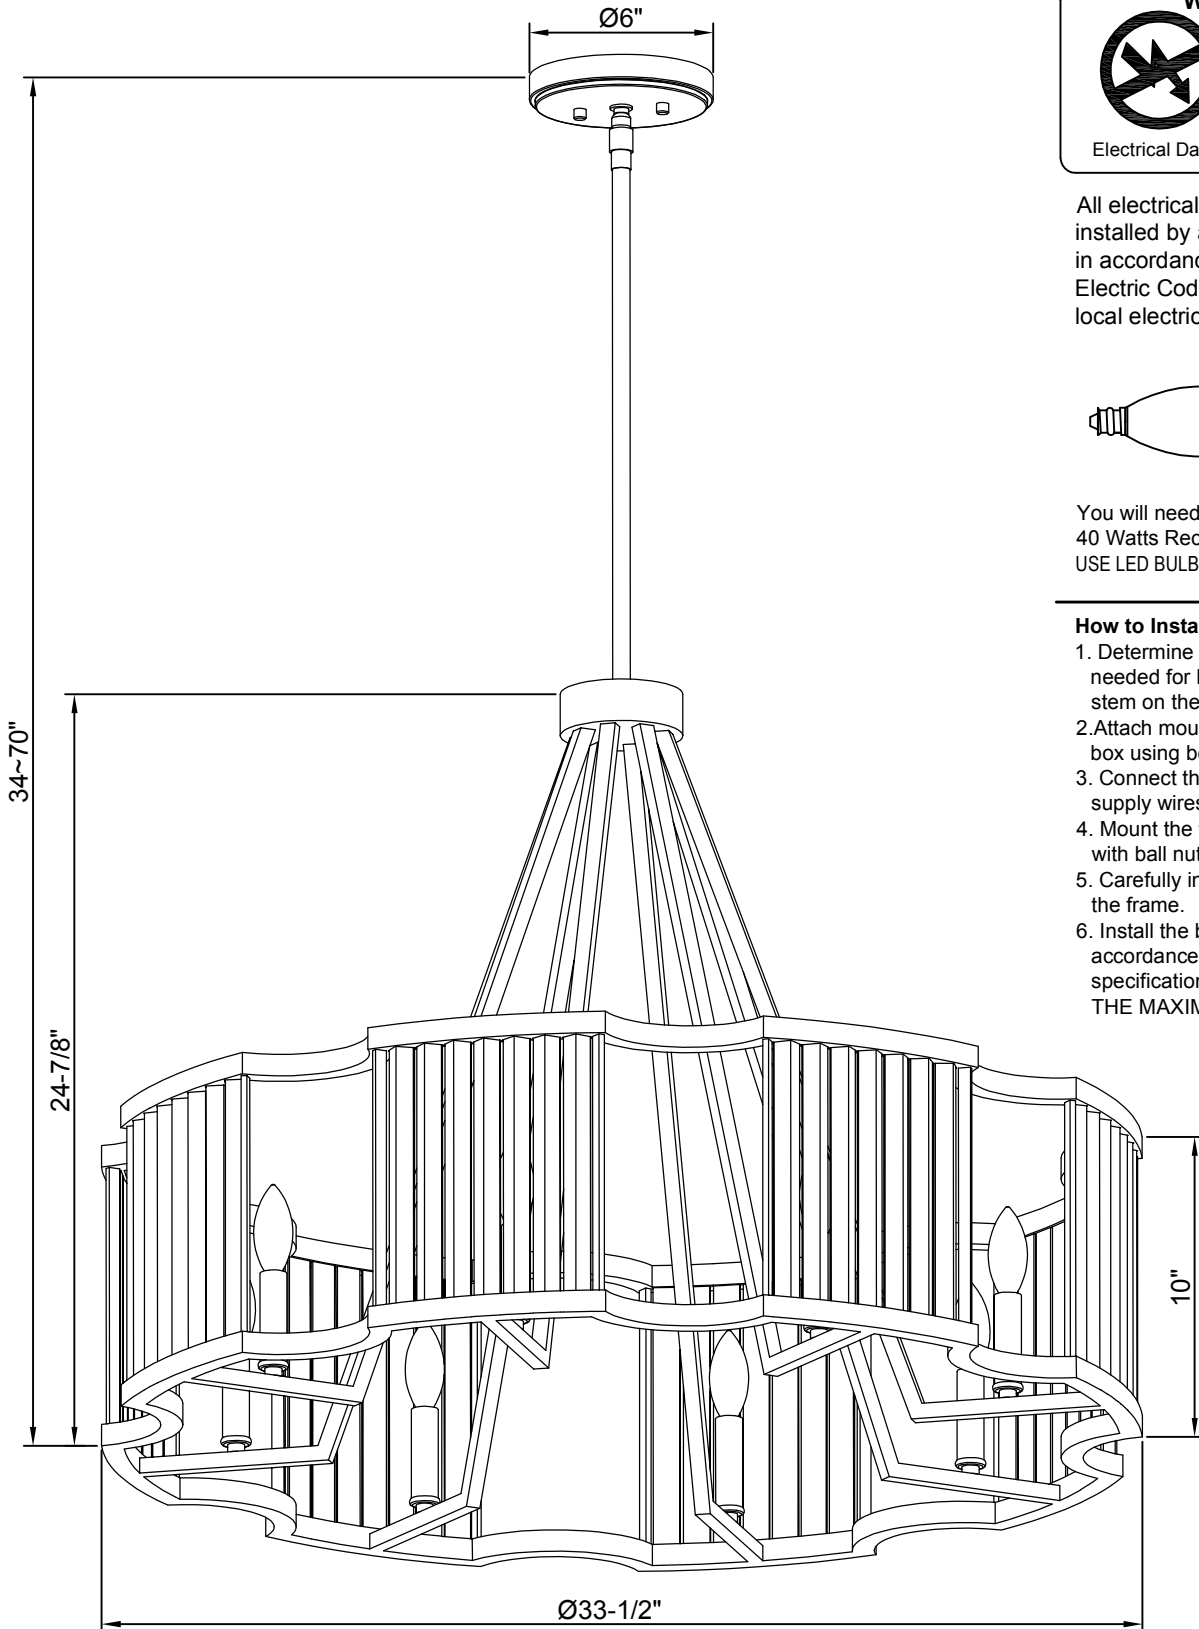 Ø6"
34~70"
24-7/8"
10"
Ø33-1/2"
W
Electrical Da
All electrical
installed by
in accordanc
Electric Cod
local electric
You will need
40 Watts Rec
USE LED BULB
How to Insta
1. Determine
needed for
stem on the
2.Attach mou
box using b
3. Connect th
supply wires
4. Mount the
with ball nut
5. Carefully in
the frame.
6. Install the b
accordance
specification
THE MAXIM